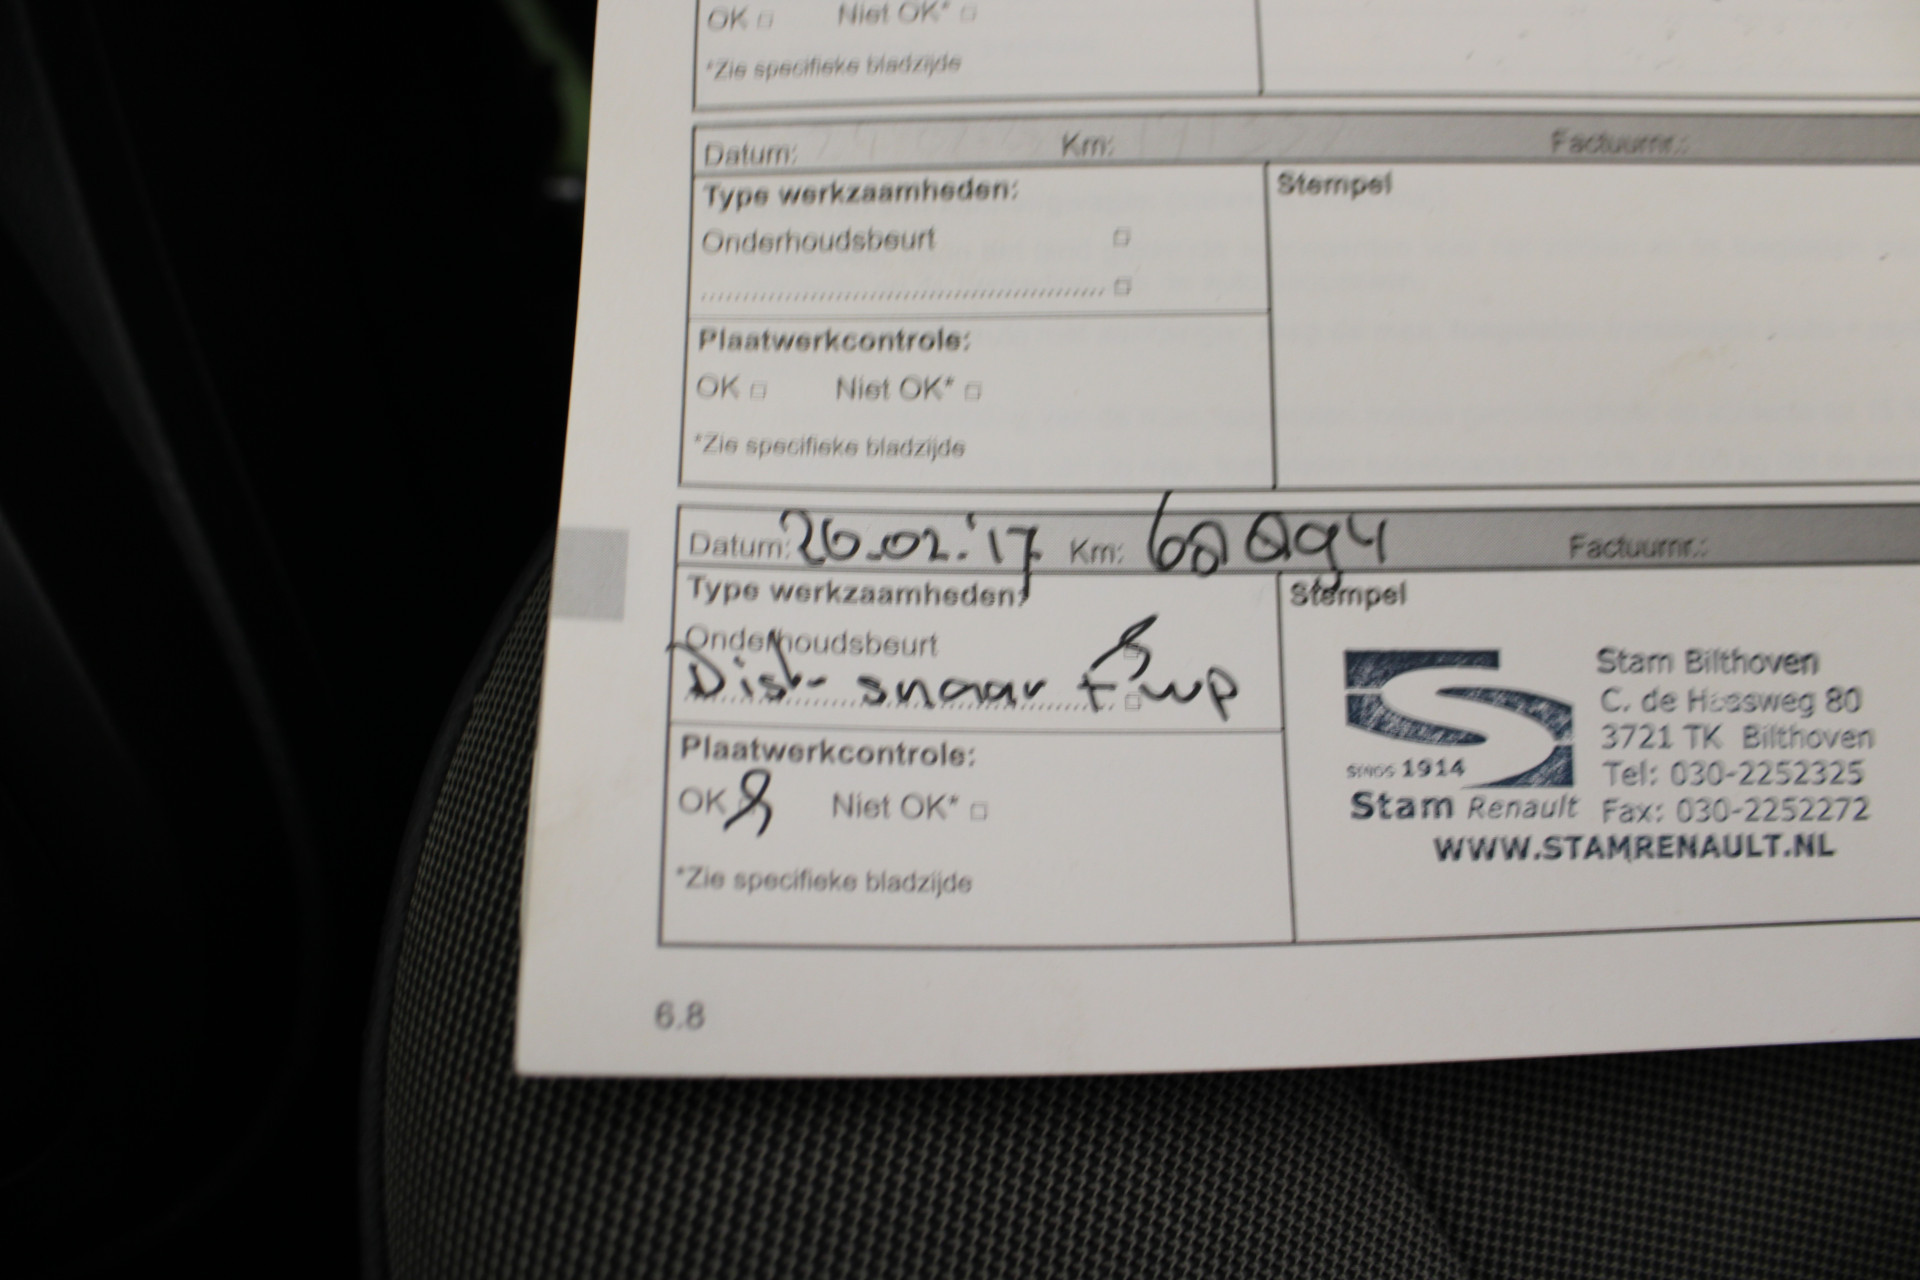 OK □ Niet OK* □
*Zie specifieke bladzijde
Datum: Km: Factuurnr.:
Type werkzaamheden: Stempel
Onderhoudsbeurt □
................................................ □
Plaatwerkcontrole:
OK □ Niet OK* □
*Zie specifieke bladzijde
Datum: 20.02.'17 Km: Factuurnr.:
Type werkzaamheden: Stempel
Onderhoudsbeurt
Distr snaar + wp
Plaatwerkcontrole:
OK Niet OK* □
*Zie specifieke bladzijde
SINDS 1914
Stam Renault
Stam Bilthoven
C. de Haasweg 80
3721 TK Bilthoven
Tel: 030-2252325
Fax: 030-2252272
WWW.STAMRENAULT.NL
6.8